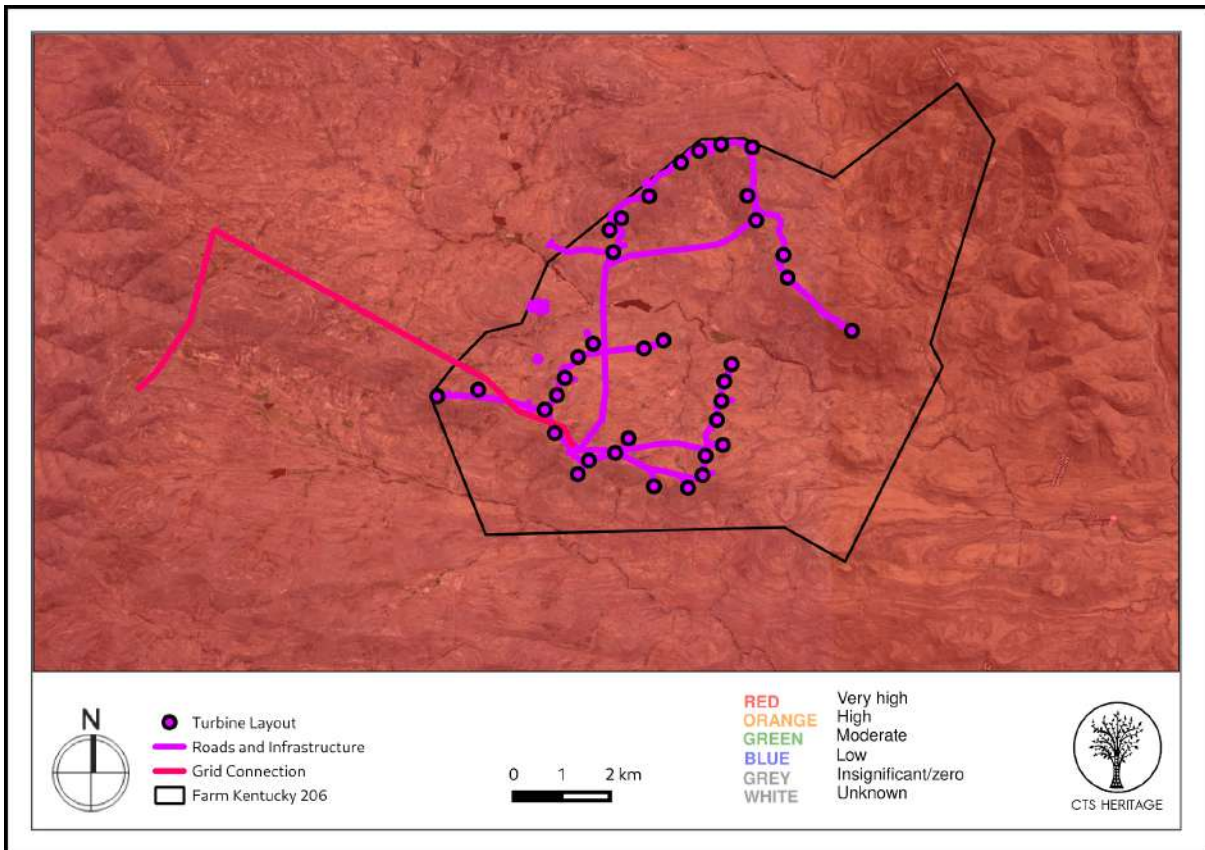 N
Turbine Layout
Roads and Infrastructure
Grid Connection
Farm Kentucky 206
0 1 2 km
RED Very high
ORANGE High
GREEN Moderate
BLUE Low
GREY Insignificant/zero
WHITE Unknown
CTS HERITAGE